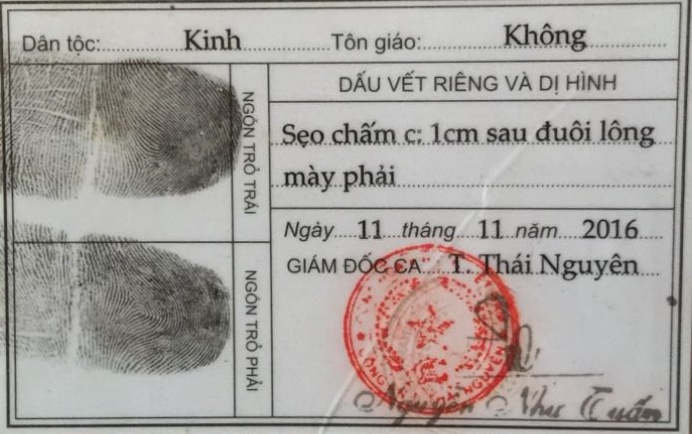 Dân tộc: Kinh Tôn giáo: Không
NGÓN TRỎ TRÁI
NGÓN TRỎ PHẢI
DẤU VẾT RIÊNG VÀ DỊ HÌNH
Sẹo chấm c: 1cm sau đuôi lông
mày phải
Ngày 11 tháng 11 năm 2016
GIÁM ĐỐC CA T. Thái Nguyên
CÔNG NGUYÊN
Nguyễn Như Tuấn